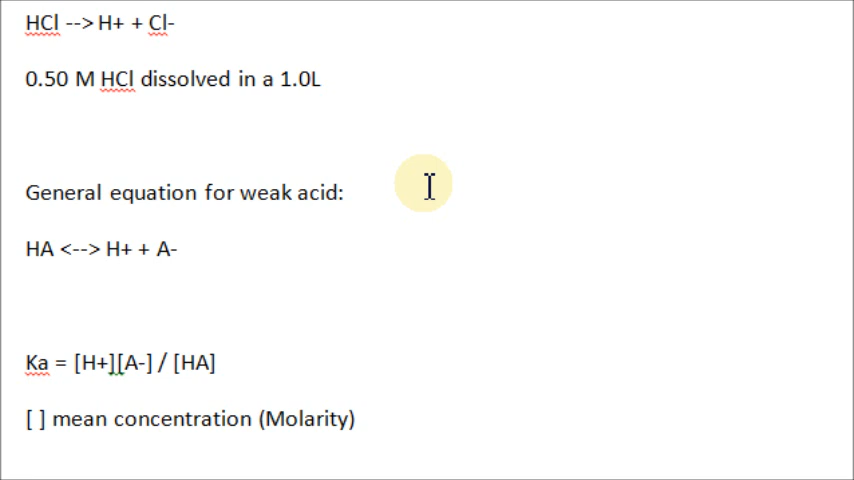 HCl --> H+ + Cl-
0.50 M HCl dissolved in a 1.0L
General equation for weak acid:
HA <--> H+ + A-
Ka = [H+][A-] / [HA]
[ ] mean concentration (Molarity)